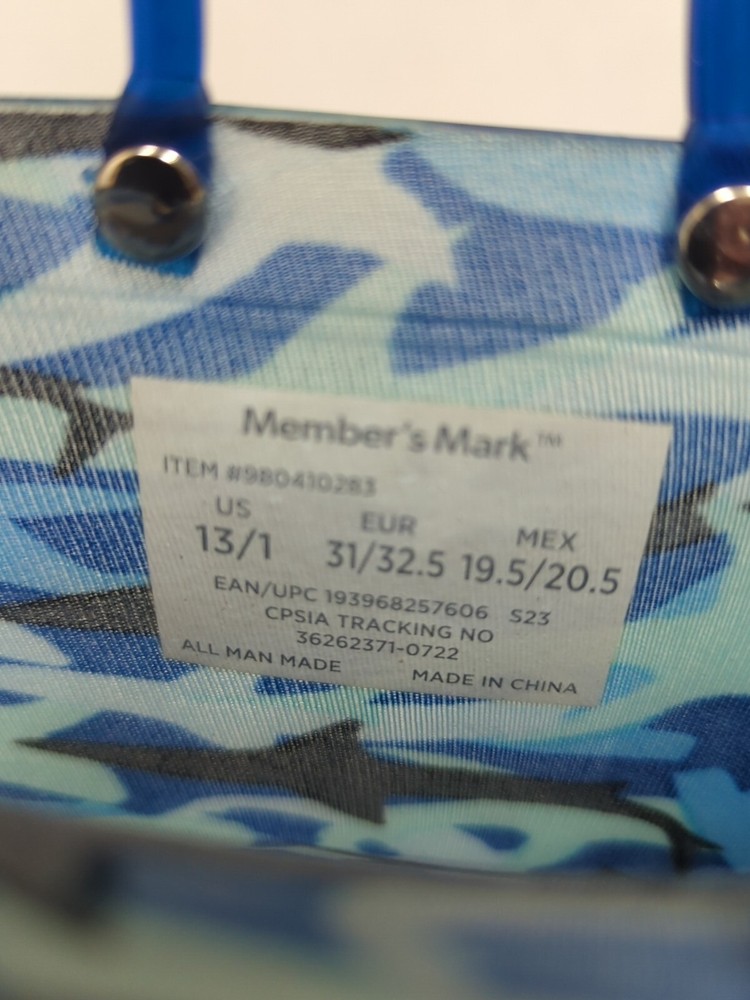 Member's Mark™
ITEM #980410283
US EUR MEX
13/1 31/32.5 19.5/20.5
EAN/UPC 193968257606 S23
CPSIA TRACKING NO
36262371-0722
ALL MAN MADE MADE IN CHINA